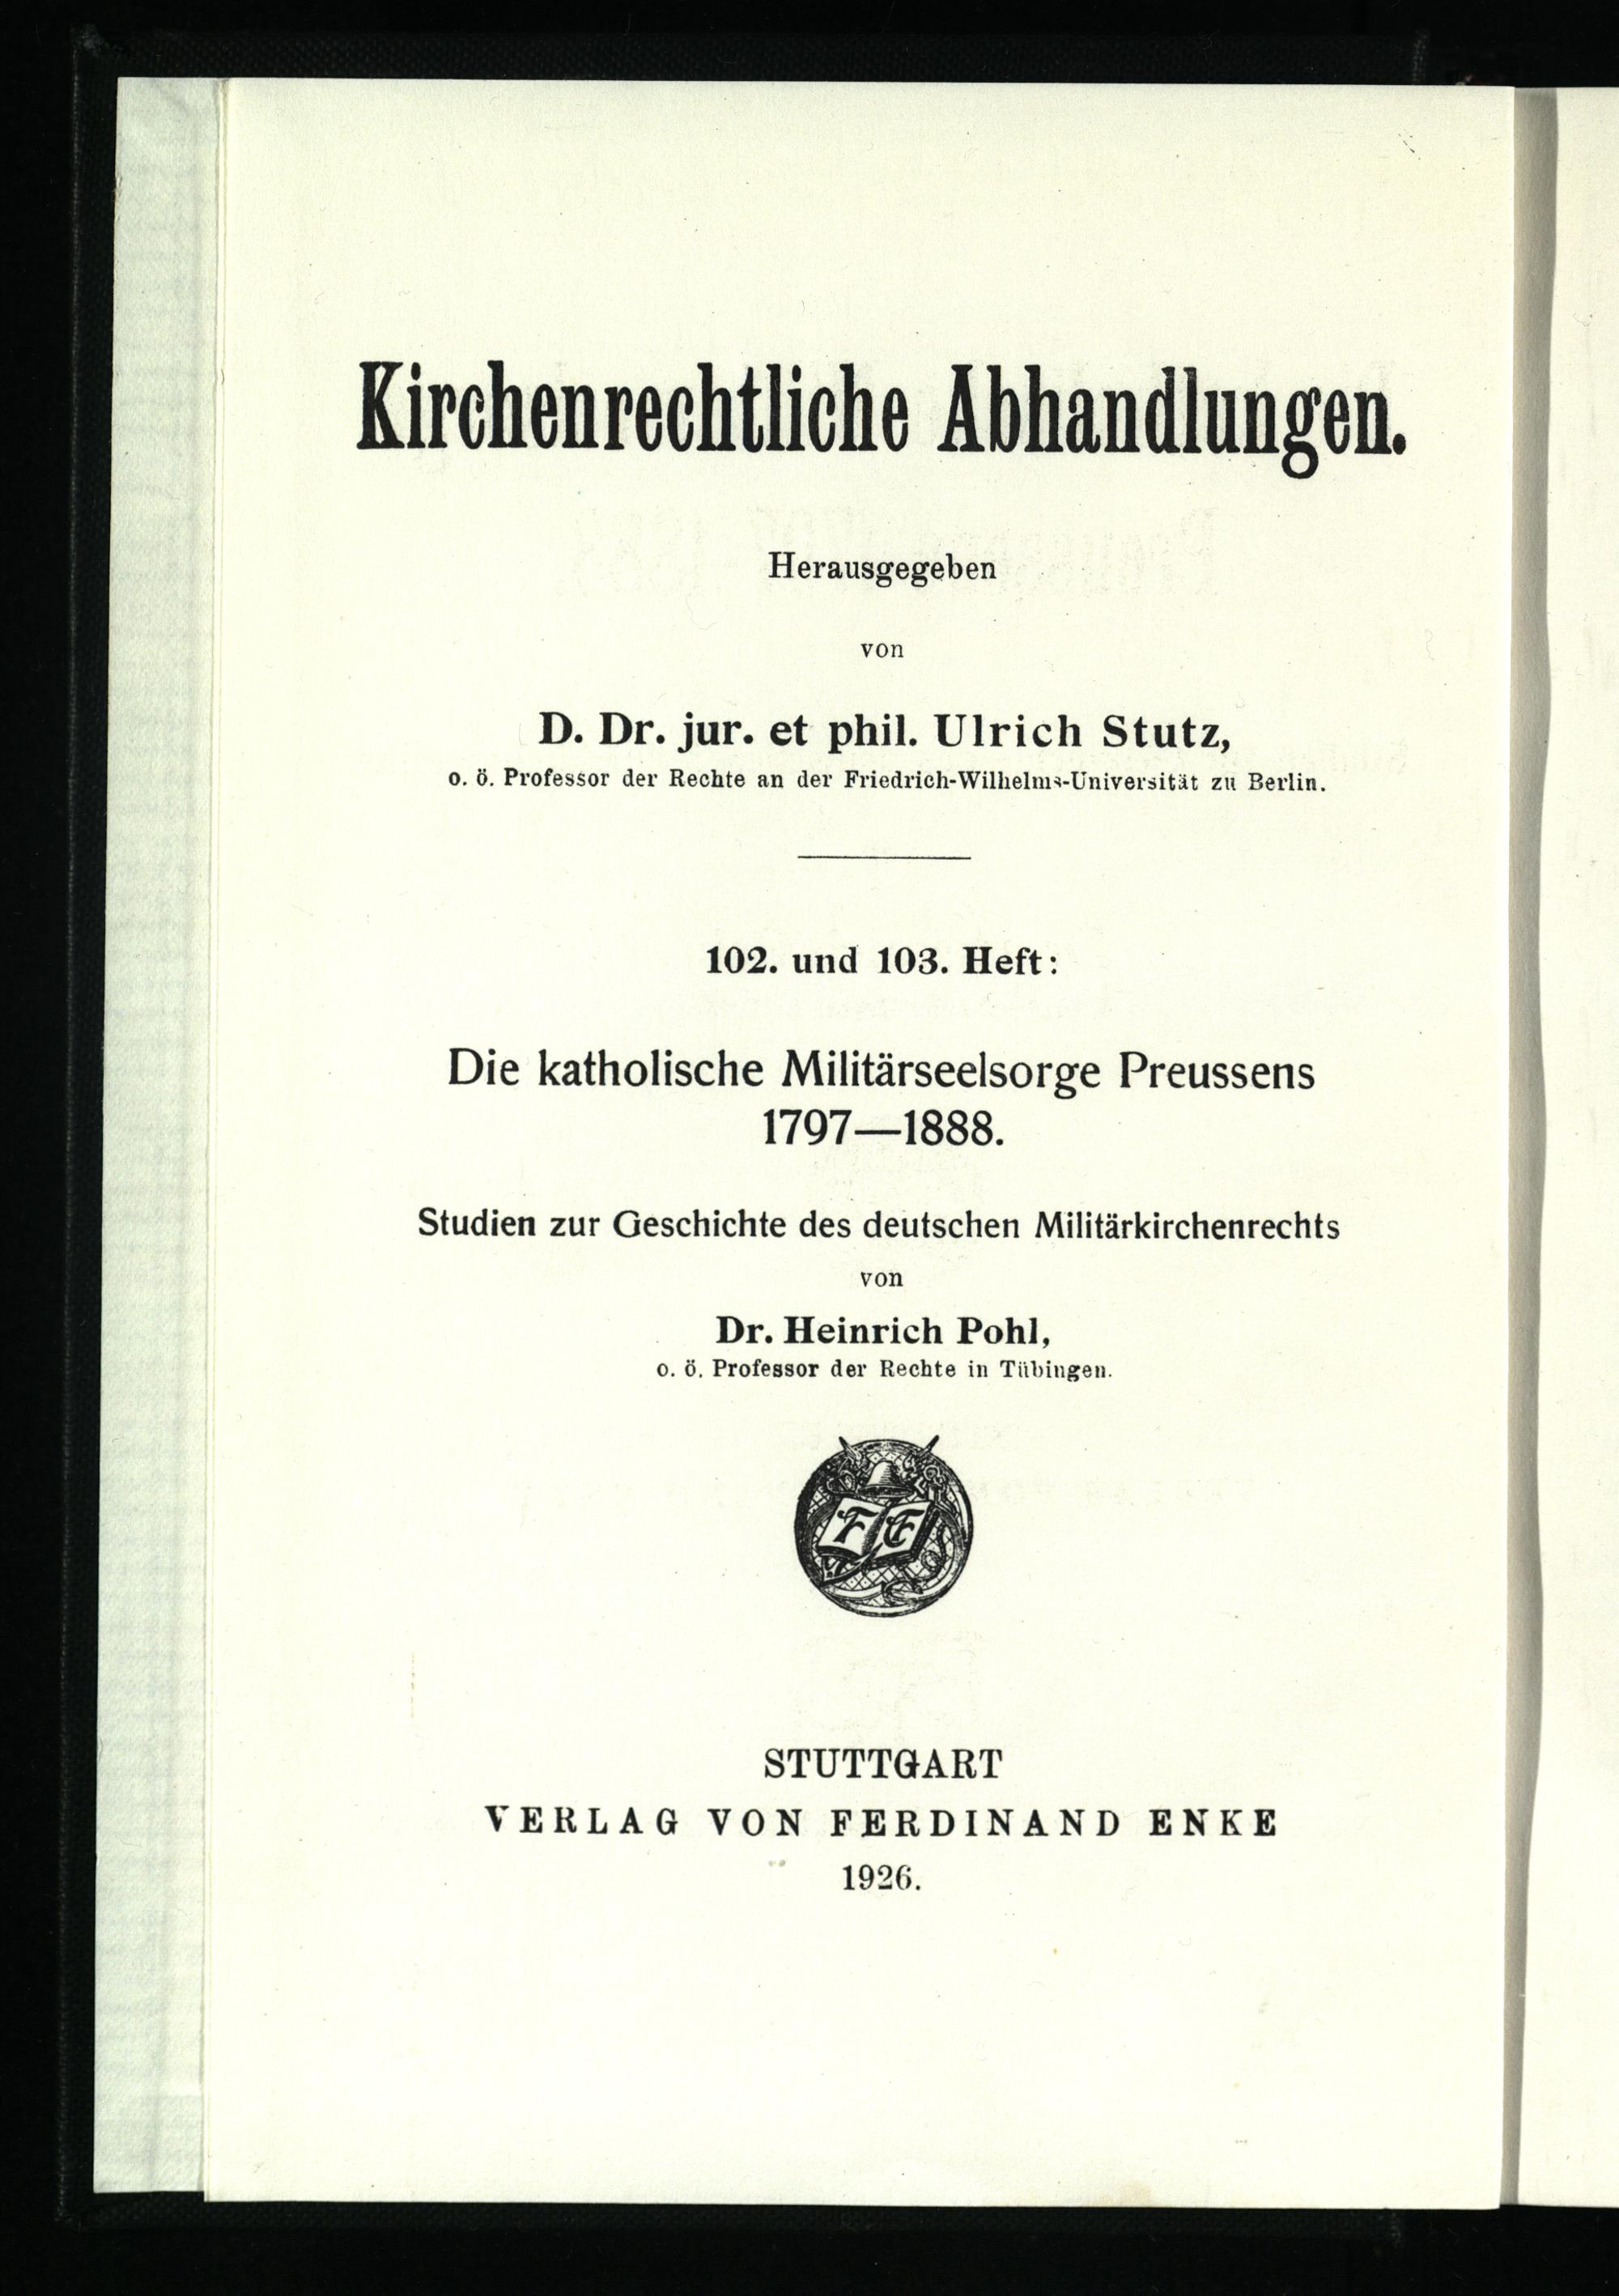 Kirchenrechtliche Abhandlungen.
Herausgegeben
von
D. Dr. jur. et phil. Ulrich Stutz,
o. ö. Professor der Rechte an der Friedrich-Wilhelms-Universität zu Berlin.
102. und 103. Heft:
Die katholische Militärseelsorge Preussens
1797—1888.
Studien zur Geschichte des deutschen Militärkirchenrechts
von
Dr. Heinrich Pohl,
o. ö. Professor der Rechte in Tübingen.
F E
STUTTGART
VERLAG VON FERDINAND ENKE
1926.